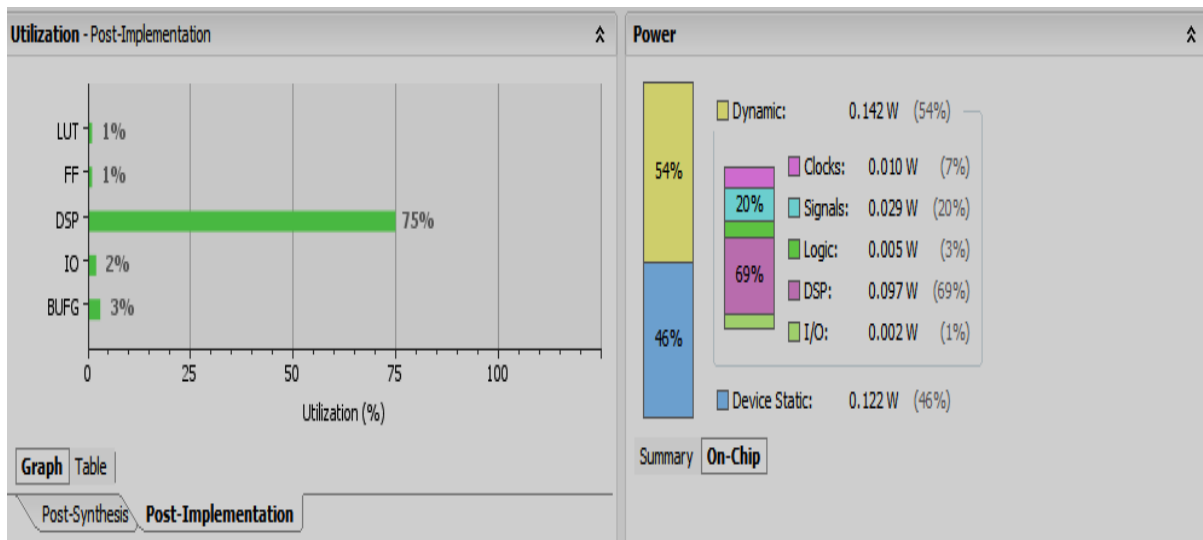 Utilization - Post-Implementation
LUT 1%
FF 1%
DSP 75%
IO 2%
BUFG 3%
0 25 50 75 100
Utilization (%)
Graph Table
Post-Synthesis Post-Implementation
Power
54%
46%
Dynamic: 0.142 W (54%)
20%
69%
Clocks: 0.010 W (7%)
Signals: 0.029 W (20%)
Logic: 0.005 W (3%)
DSP: 0.097 W (69%)
I/O: 0.002 W (1%)
Device Static: 0.122 W (46%)
Summary On-Chip